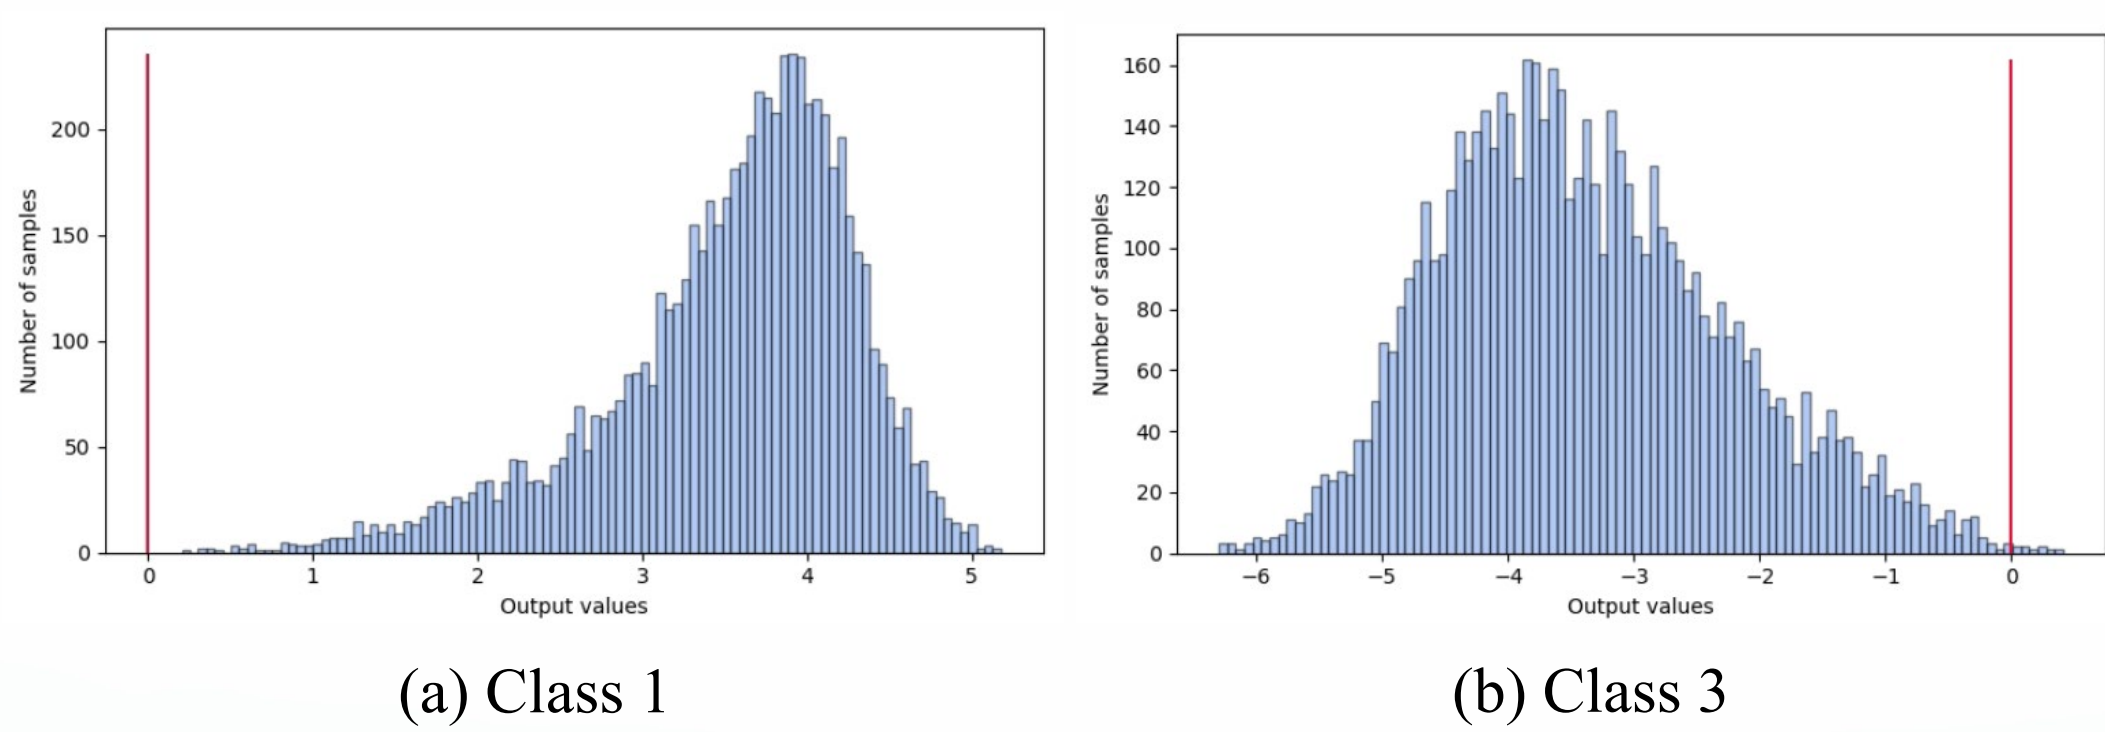 200
150
100
50
0
Number of samples
0 1 2 3 4 5
Output values
(a) Class 1
160
140
120
100
80
60
40
20
0
Number of samples
−6 −5 −4 −3 −2 −1 0
Output values
(b) Class 3